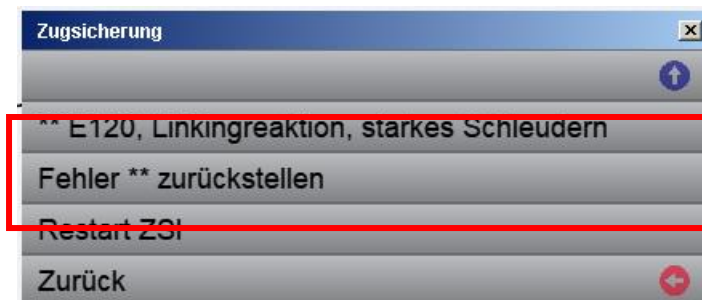 Zugsicherung
** E120, Linkingreaktion, starkes Schleudern
Fehler ** zurückstellen
Restart ZSI
Zurück